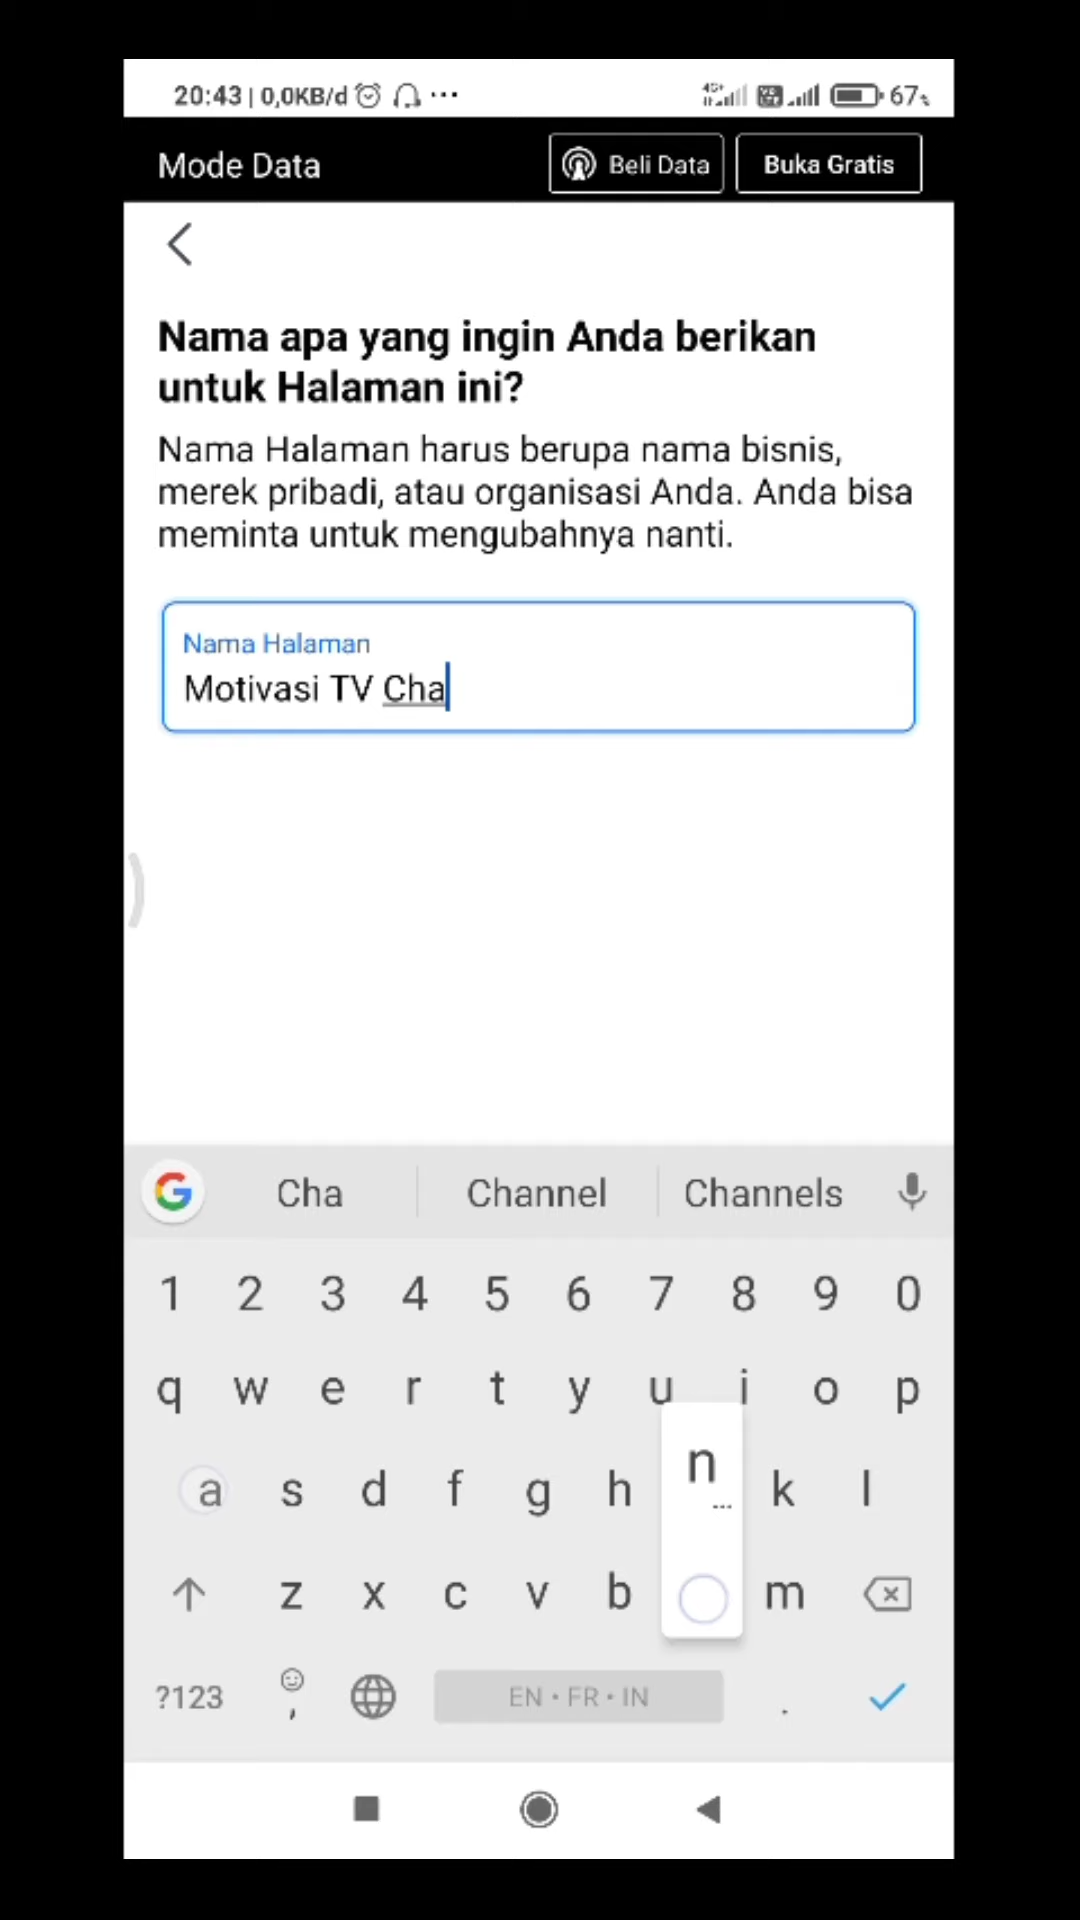 20:43 | 0,0KB/d ...
4G+ 67%
Mode Data Beli Data Buka Gratis
Nama apa yang ingin Anda berikan
untuk Halaman ini?
Nama Halaman harus berupa nama bisnis,
merek pribadi, atau organisasi Anda. Anda bisa
meminta untuk mengubahnya nanti.
Nama Halaman
Motivasi TV Cha
G Cha Channel Channels
1 2 3 4 5 6 7 8 9 0
q w e r t y u i o p
a s d f g h n k l
...
z x c v b m
?123 , EN • FR • IN .